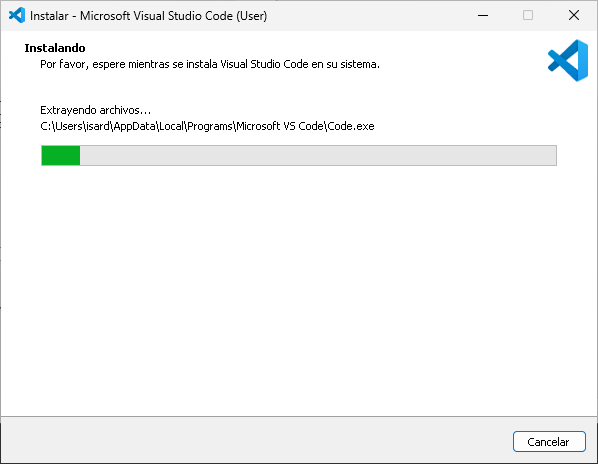 Instalar - Microsoft Visual Studio Code (User)
Instalando
Por favor, espere mientras se instala Visual Studio Code en su sistema.
Extrayendo archivos...
C:\Users\isard\AppData\Local\Programs\Microsoft VS Code\Code.exe
Cancelar